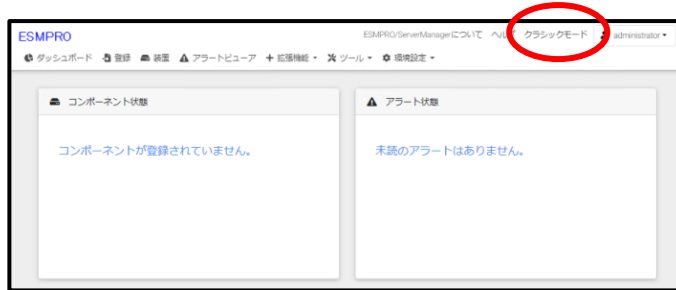 ESMPRO
ESMPRO/ServerManagerについて ヘルプ クラシックモード administrator
ダッシュボード 登録 装置 アラートビューア 拡張機能 ツール 環境設定
コンポーネント状態
アラート状態
コンポーネントが登録されていません。
未読のアラートはありません。